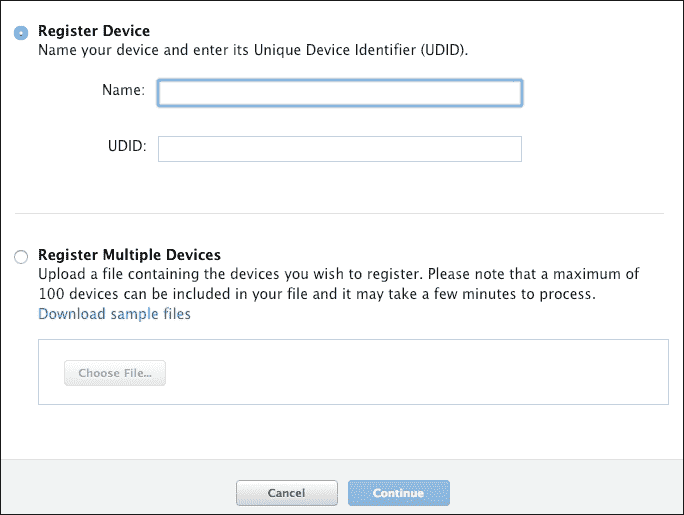 Register Device
Name your device and enter its Unique Device Identifier (UDID).
Name:
UDID:
Register Multiple Devices
Upload a file containing the devices you wish to register. Please note that a maximum of
100 devices can be included in your file and it may take a few minutes to process.
Download sample files
Choose File...
Cancel
Continue